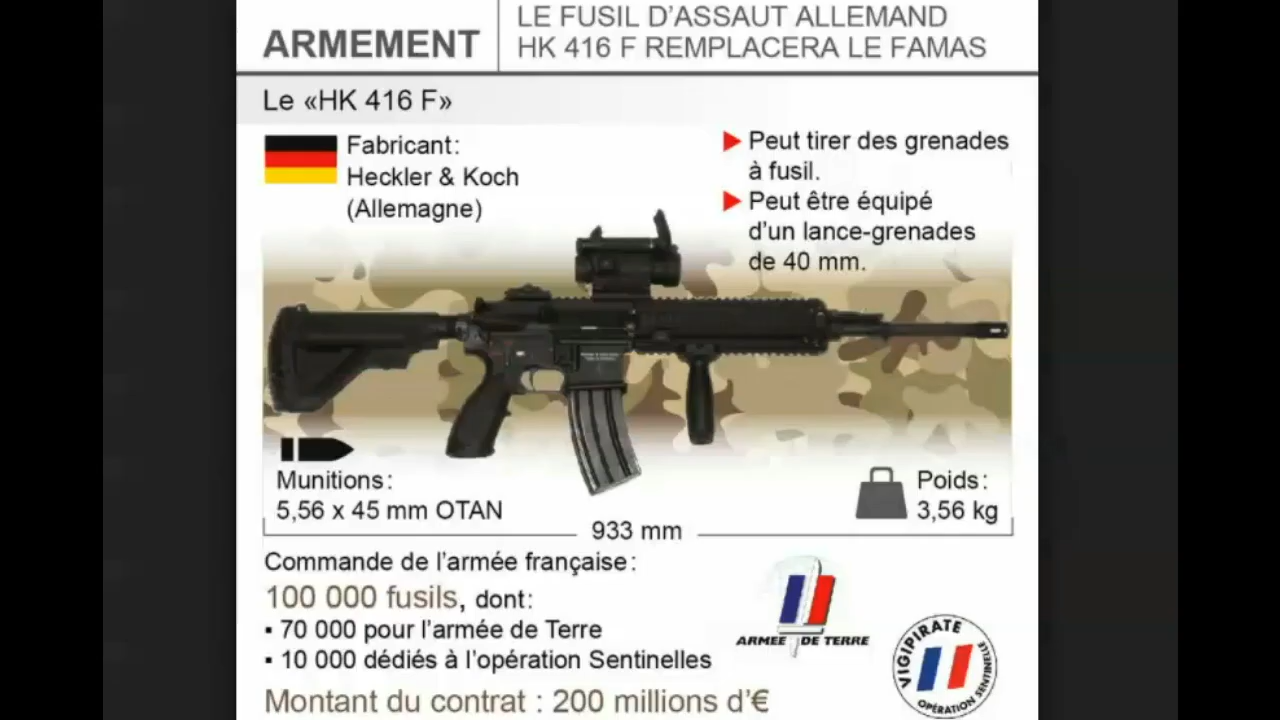 ARMEMENT
LE FUSIL D'ASSAUT ALLEMAND
HK 416 F REMPLACERA LE FAMAS
Le «HK 416 F»
Fabricant:
Heckler & Koch
(Allemagne)
Peut tirer des grenades
à fusil.
Peut être équipé
d'un lance-grenades
de 40 mm.
Munitions:
5,56 x 45 mm OTAN
Poids:
3,56 kg
933 mm
Commande de l'armée française:
100 000 fusils, dont:
▪ 70 000 pour l'armée de Terre
▪ 10 000 dédiés à l'opération Sentinelles
Montant du contrat : 200 millions d'€
ARMEE DE TERRE
VIGIPIRATE
OPÉRATION SENTINELLE